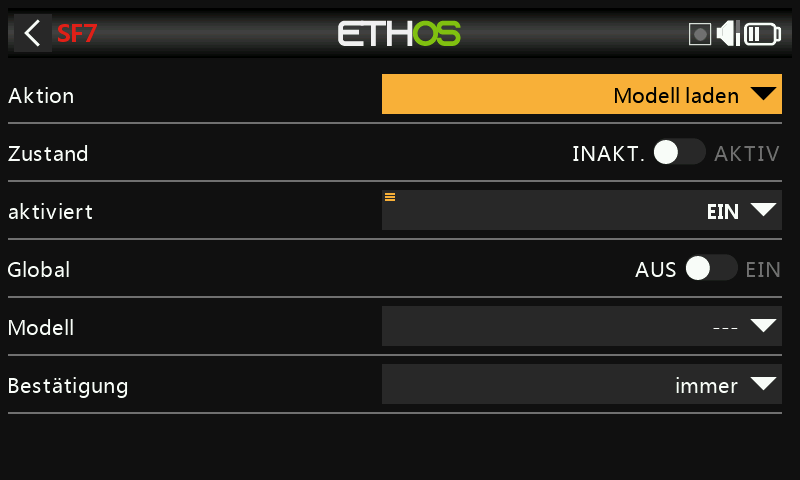 SF7 ETHOS
Aktion Modell laden
Zustand INAKT. AKTIV
aktiviert EIN
Global AUS EIN
Modell ---
Bestätigung immer